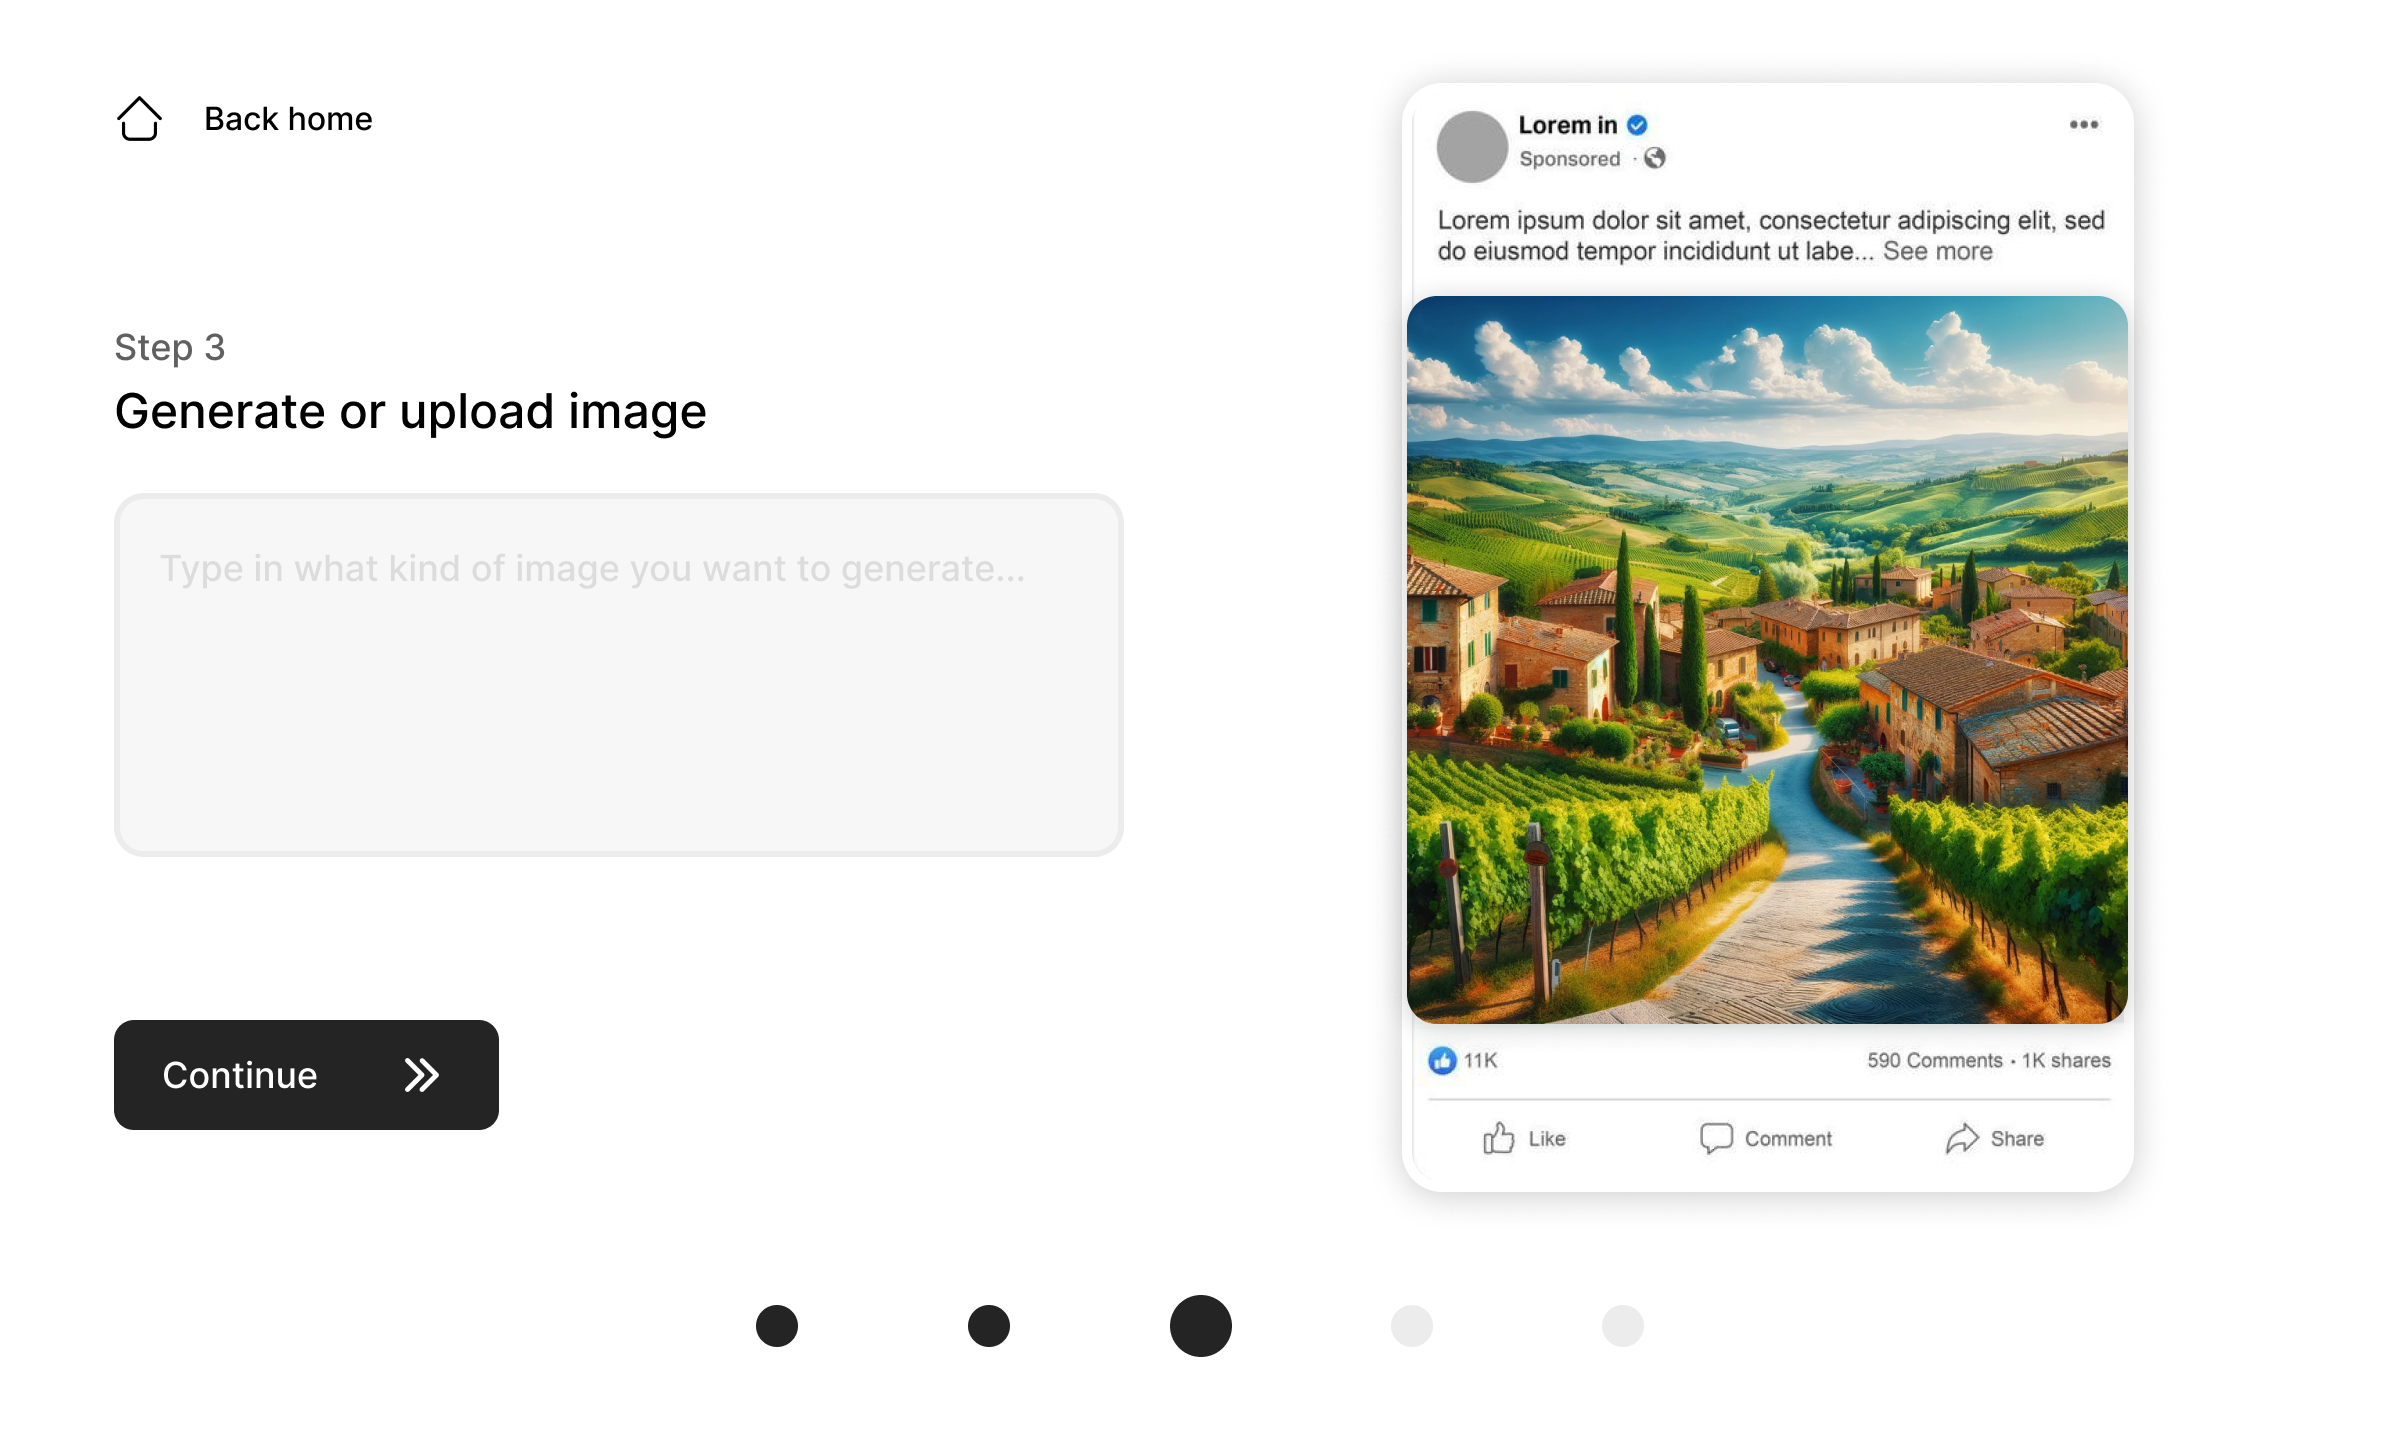 Back home
Step 3
Generate or upload image
Type in what kind of image you want to generate...
Continue
Lorem in
Sponsored ·
Lorem ipsum dolor sit amet, consectetur adipiscing elit, sed
do eiusmod tempor incididunt ut labe... See more
11K
590 Comments • 1K shares
Like
Comment
Share